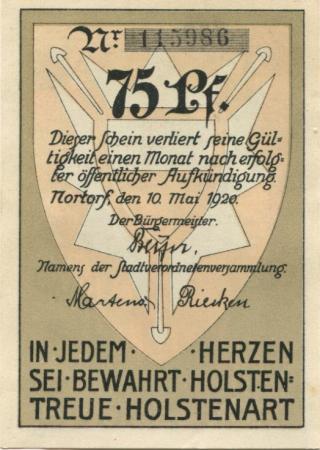 Nr. 115986
75 Pf.
Dieser Schein verliert seine Gül-
tigkeit einen Monat nach erfolg-
ter öffentlicher Aufkündigung.
Nortorf, den 10. Mai 1920.
Der Bürgermeister.
Namens der Stadtverordnetenversammlung.
Martens. Riecken
IN · JEDEM · · HERZEN
SEI · BEWAHRT · HOLSTEN=
TREUE · HOLSTENART